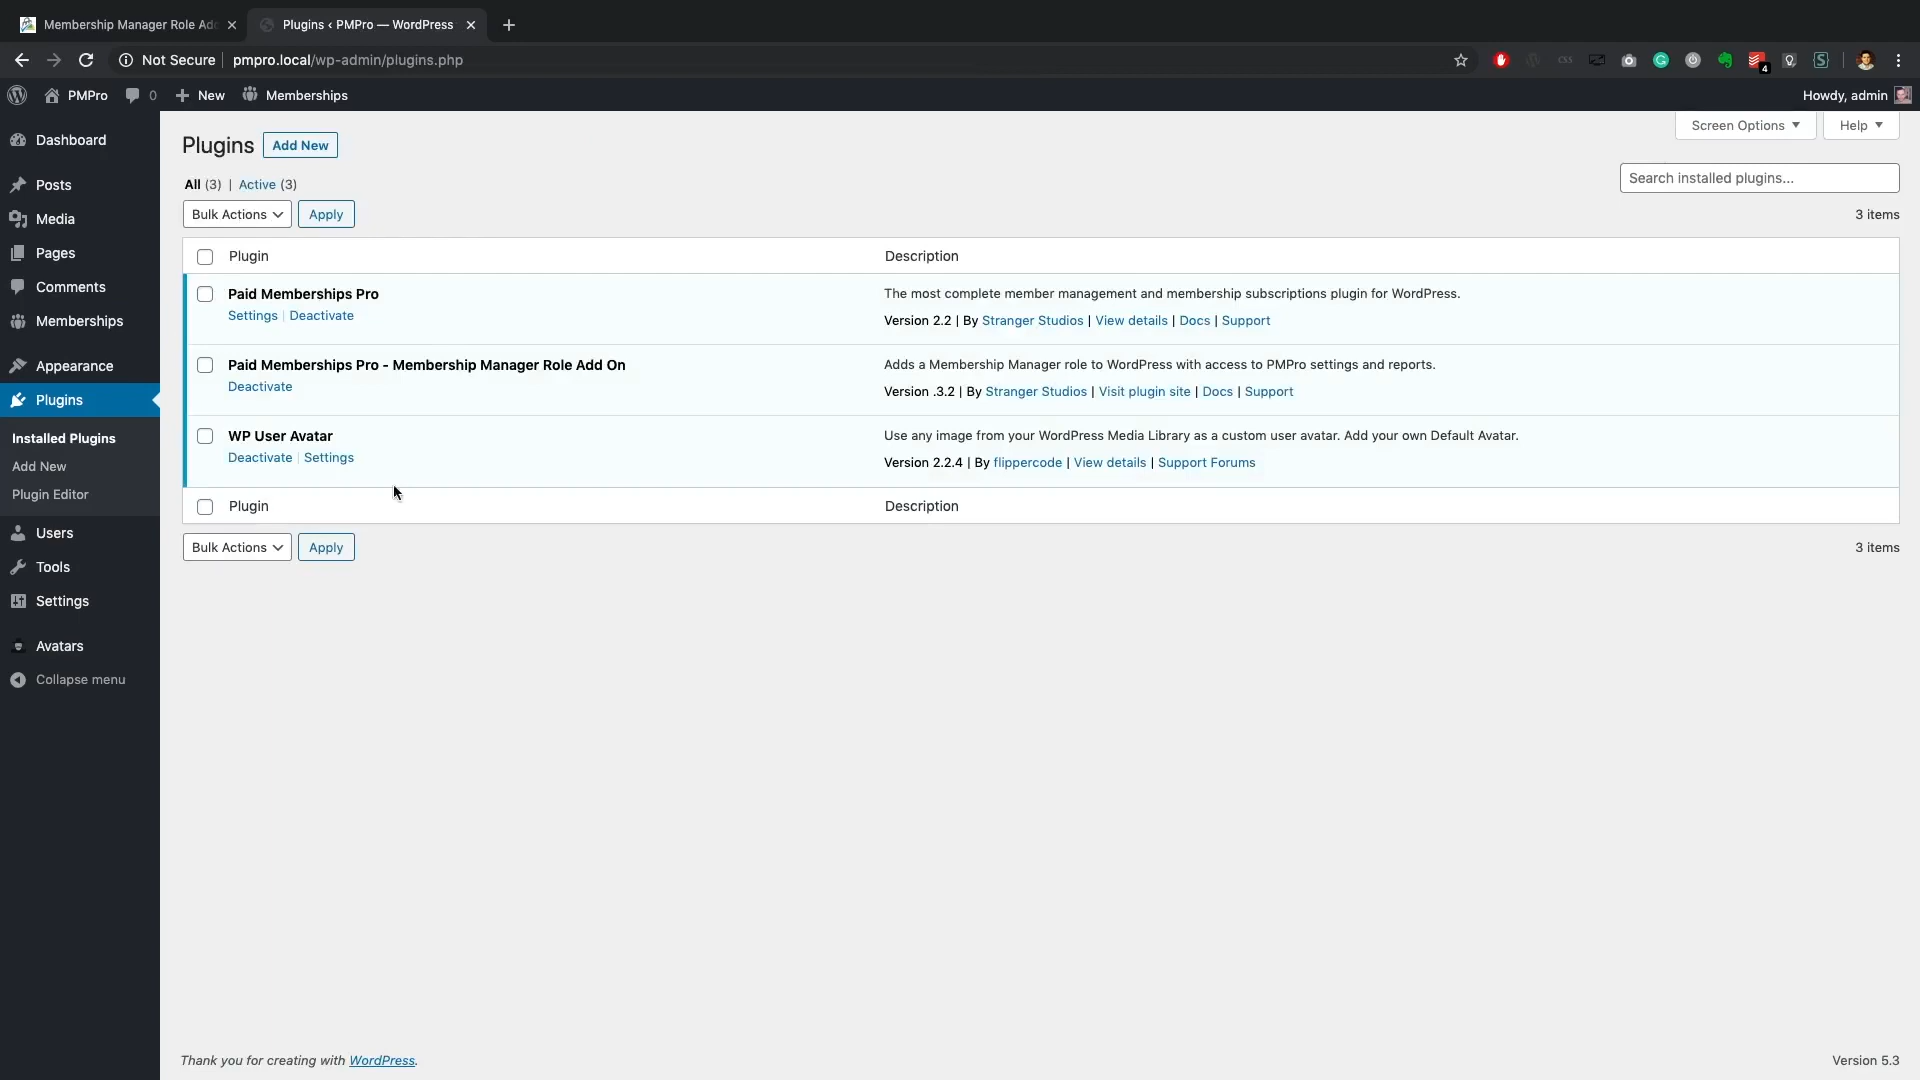 Membership Manager Role Ad
Plugins ‹ PMPro — WordPress
Not Secure
pmpro.local/wp-admin/plugins.php
4
PMPro
0
New
Memberships
Howdy, admin
Dashboard
Posts
Media
Pages
Comments
Memberships
Appearance
Plugins
Installed Plugins
Add New
Plugin Editor
Users
Tools
Settings
Avatars
Collapse menu
Screen Options
Help
Plugins
Add New
All (3) | Active (3)
Search installed plugins...
Bulk Actions
Apply
3 items
Plugin
Description
Paid Memberships Pro
Settings | Deactivate
The most complete member management and membership subscriptions plugin for WordPress.
Version 2.2 | By Stranger Studios | View details | Docs | Support
Paid Memberships Pro - Membership Manager Role Add On
Deactivate
Adds a Membership Manager role to WordPress with access to PMPro settings and reports.
Version .3.2 | By Stranger Studios | Visit plugin site | Docs | Support
WP User Avatar
Deactivate | Settings
Use any image from your WordPress Media Library as a custom user avatar. Add your own Default Avatar.
Version 2.2.4 | By flippercode | View details | Support Forums
Plugin
Description
Bulk Actions
Apply
3 items
Thank you for creating with WordPress.
Version 5.3